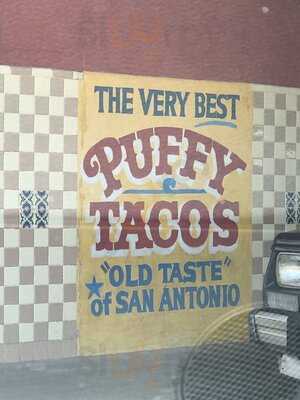 THE VERY BEST
PUFFY
TACOS
"OLD TASTE"
of SAN ANTONIO